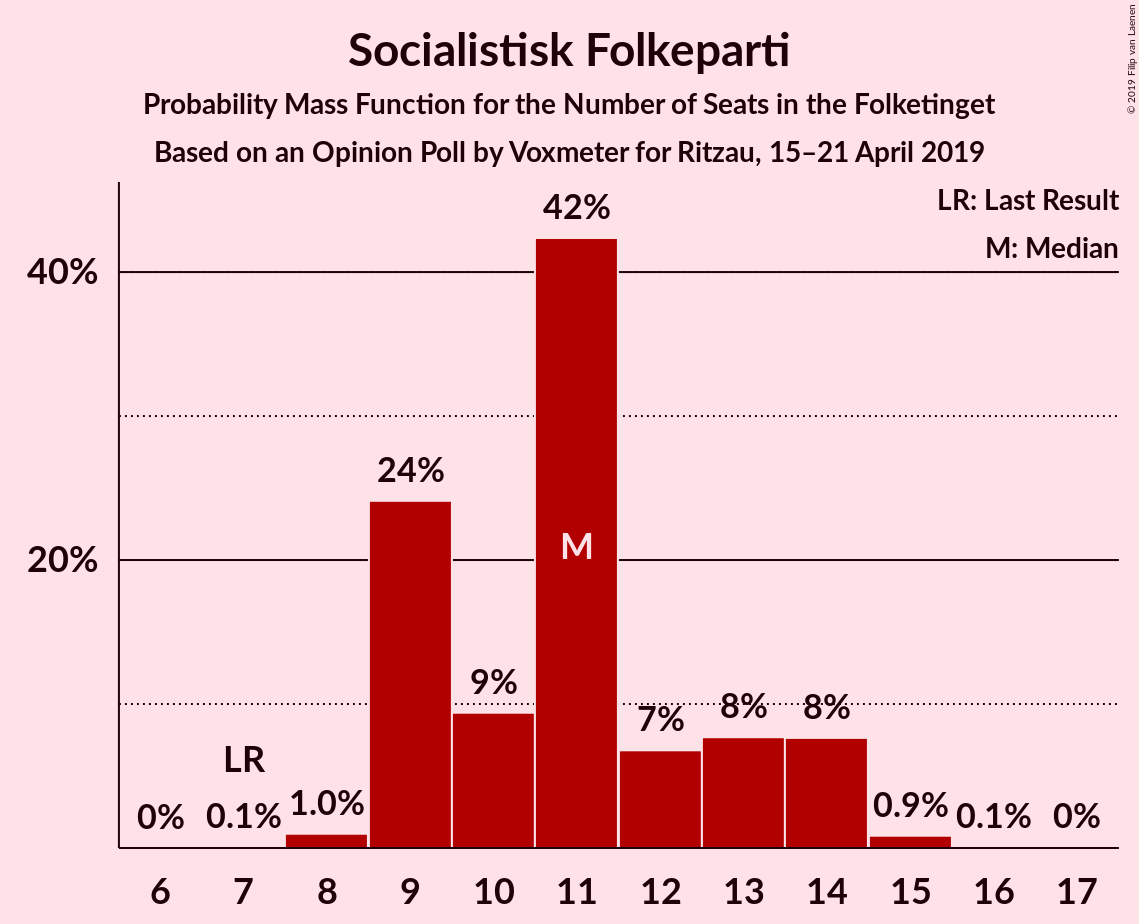 Socialistisk Folkeparti
Probability Mass Function for the Number of Seats in the Folketinget
Based on an Opinion Poll by Voxmeter for Ritzau, 15–21 April 2019
© 2019 Filip van Laenen
LR: Last Result
M: Median
40%
20%
0%
LR
0.1%
1.0%
24%
9%
42%
M
7%
8%
8%
0.9%
0.1%
0%
6 7 8 9 10 11 12 13 14 15 16 17